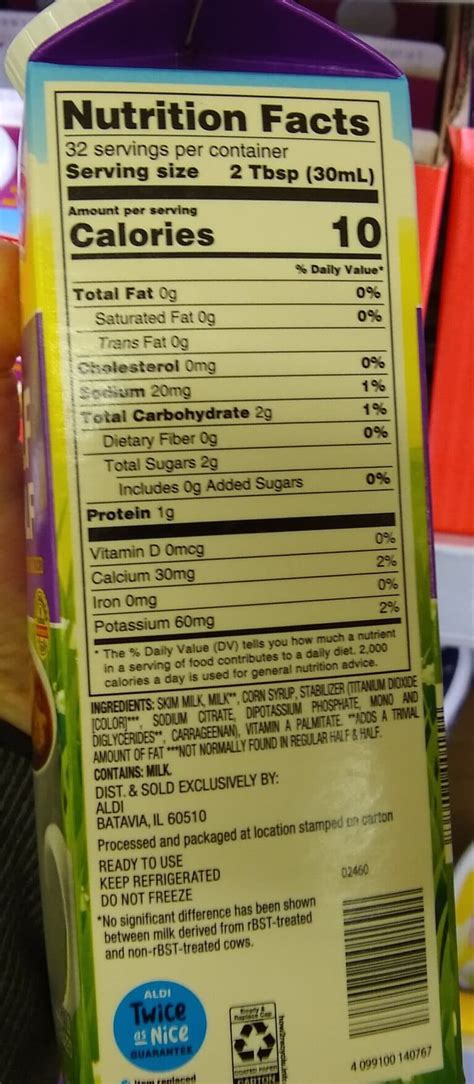 Nutrition Facts
32 servings per container
Serving size 2 Tbsp (30mL)
Amount per serving
Calories 10
% Daily Value*
Total Fat 0g 0%
Saturated Fat 0g 0%
Trans Fat 0g
Cholesterol 0mg 0%
Sodium 20mg 1%
Total Carbohydrate 2g 1%
Dietary Fiber 0g 0%
Total Sugars 2g
Includes 0g Added Sugars 0%
Protein 1g
Vitamin D 0mcg 0%
Calcium 30mg 2%
Iron 0mg 0%
Potassium 60mg 2%
* The % Daily Value (DV) tells you how much a nutrient
in a serving of food contributes to a daily diet. 2,000
calories a day is used for general nutrition advice.
INGREDIENTS: SKIM MILK, MILK**, CORN SYRUP, STABILIZER (TITANIUM DIOXIDE
[COLOR]***, SODIUM CITRATE, DIPOTASSIUM PHOSPHATE, MONO AND
DIGLYCERIDES**, CARRAGEENAN), VITAMIN A PALMITATE. **ADDS A TRIVIAL
AMOUNT OF FAT ***NOT NORMALLY FOUND IN REGULAR HALF & HALF.
CONTAINS: MILK.
DIST. & SOLD EXCLUSIVELY BY:
ALDI
BATAVIA, IL 60510
Processed and packaged at location stamped on carton
READY TO USE
KEEP REFRIGERATED
DO NOT FREEZE
02460
*No significant difference has been shown
between milk derived from rBST-treated
and non-rBST-treated cows.
ALDI
Twice
as Nice
GUARANTEE
Empty &
Replace Cap
how2recycle.info
CARTON
Item replaced
4 099100 140767